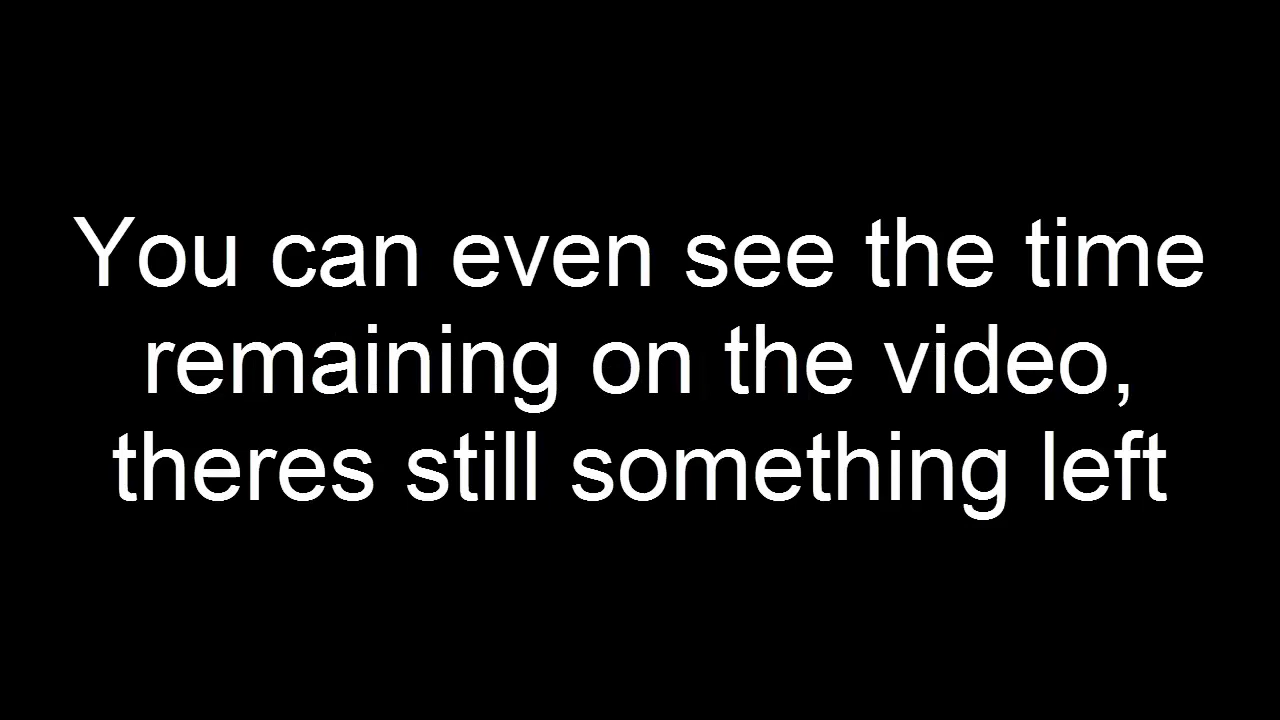 You can even see the time
remaining on the video,
theres still something left